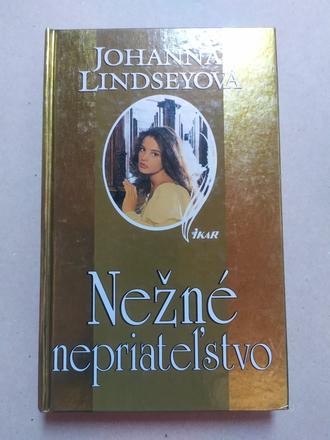 JOHANNA
LINDSEYOVÁ
IKAR
Nežné
nepriateľstvo